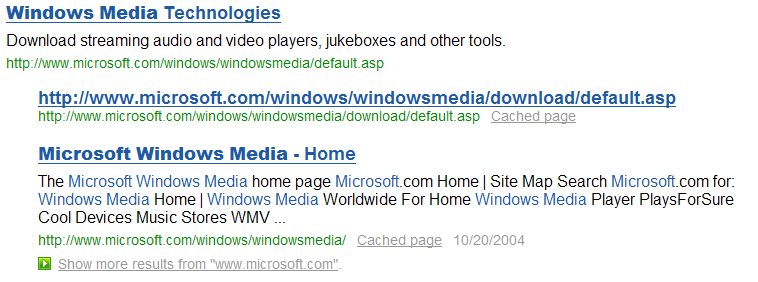 Windows Media Technologies
Download streaming audio and video players, jukeboxes and other tools.
http://www.microsoft.com/windows/windowsmedia/default.asp
http://www.microsoft.com/windows/windowsmedia/download/default.asp
http://www.microsoft.com/windows/windowsmedia/download/default.asp Cached page
Microsoft Windows Media - Home
The Microsoft Windows Media home page Microsoft.com Home | Site Map Search Microsoft.com for:
Windows Media Home | Windows Media Worldwide For Home Windows Media Player PlaysForSure
Cool Devices Music Stores WMV ...
http://www.microsoft.com/windows/windowsmedia/ Cached page 10/20/2004
Show more results from "www.microsoft.com".